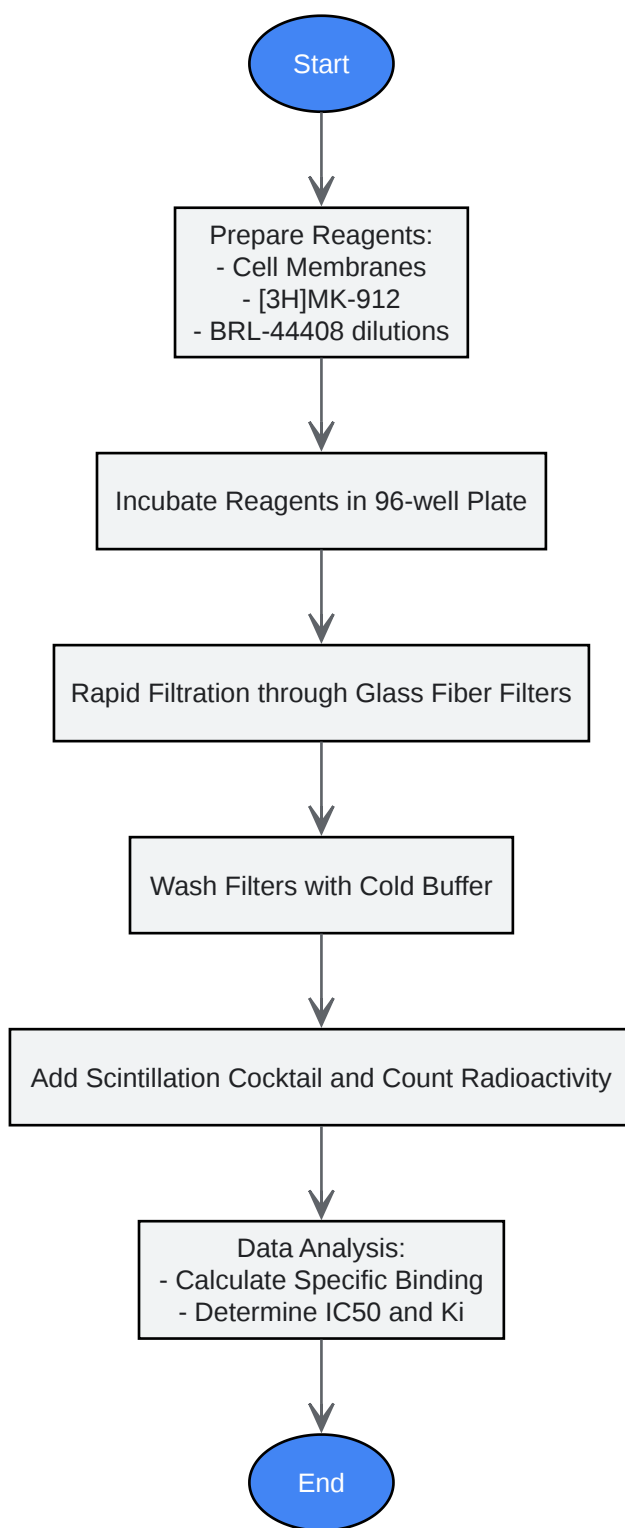 Start
Prepare Reagents:
- Cell Membranes
- [3H]MK-912
- BRL-44408 dilutions
Incubate Reagents in 96-well Plate
Rapid Filtration through Glass Fiber Filters
Wash Filters with Cold Buffer
Add Scintillation Cocktail and Count Radioactivity
Data Analysis:
- Calculate Specific Binding
- Determine IC50 and Ki
End